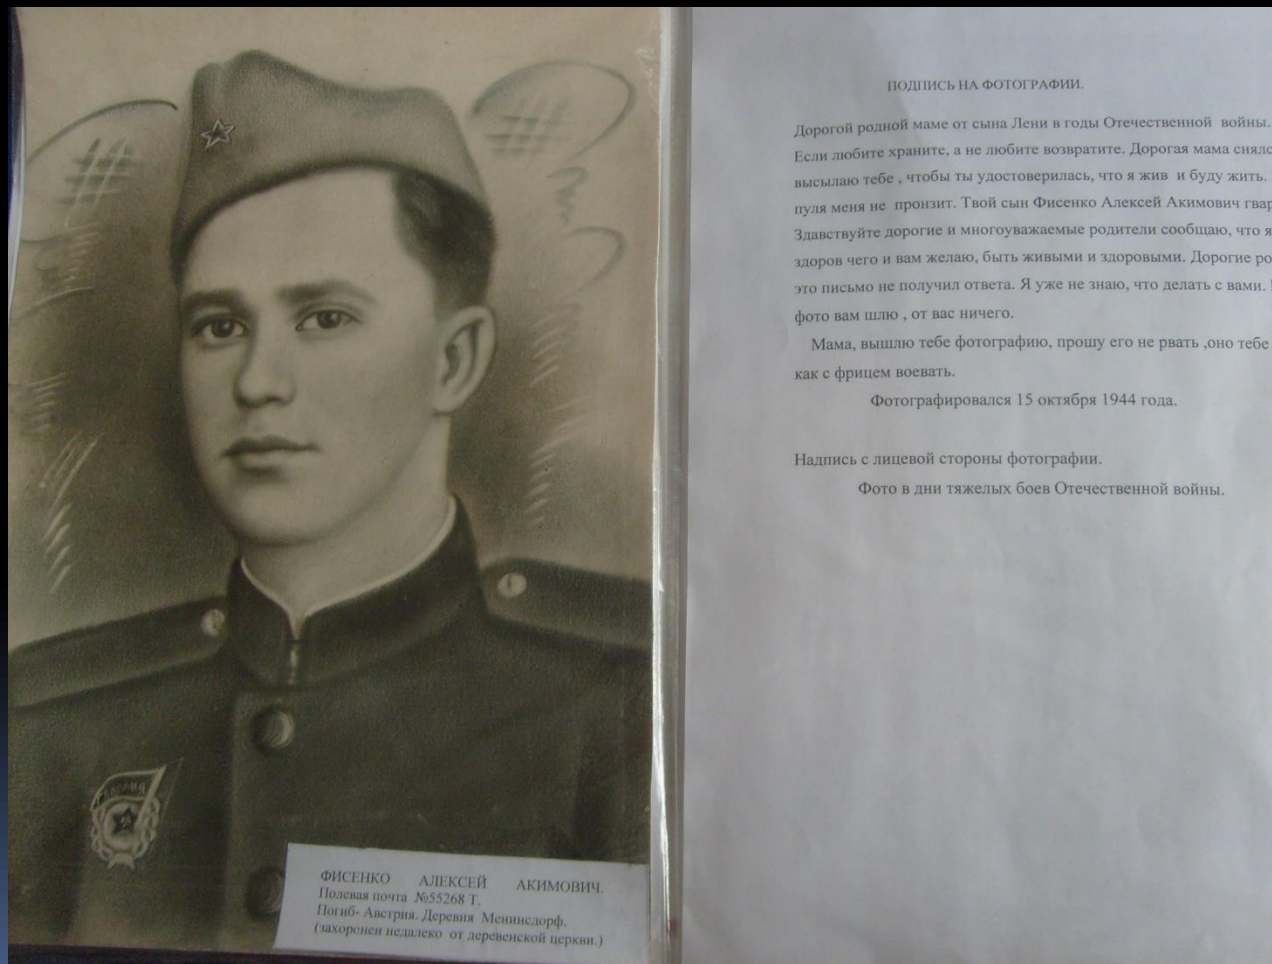 ГВАРДИЯ
ФИСЕНКО АЛЕКСЕЙ АКИМОВИЧ.
Полевая почта №55268 Т.
Погиб- Австрия. Деревня Менинсдорф.
(захоронен недалеко от деревенской церкви.)
ПОДПИСЬ НА ФОТОГРАФИИ.
Дорогой родной маме от сына Лени в годы Отечественной войны.
Если любите храните, а не любите возвратите. Дорогая мама снялс
высылаю тебе , чтобы ты удостоверилась, что я жив и буду жить.
пуля меня не пронзит. Твой сын Фисенко Алексей Акимович гвар
Здавствуйте дорогие и многоуважаемые родители сообщаю, что я
здоров чего и вам желаю, быть живыми и здоровыми. Дорогие ро
это письмо не получил ответа. Я уже не знаю, что делать с вами.
фото вам шлю , от вас ничего.
Мама, вышлю тебе фотографию, прошу его не рвать ,оно тебе
как с фрицем воевать.
Фотографировался 15 октября 1944 года.
Надпись с лицевой стороны фотографии.
Фото в дни тяжелых боев Отечественной войны.